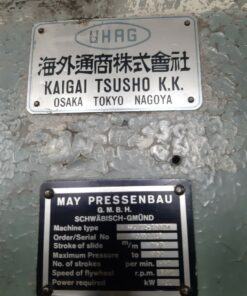 海外通商株式會社
KAIGAI TSUSHO K.K.
OSAKA TOKYO NAGOYA
MAY PRESSENBAU
G.M.B.H.
SCHWÄBISCH-GMÜND
Machine type
Order/Serial No
Stroke of slide m/m
Maximum Pressure to
No. of strokes per min.
Speed of flywheel r.p.m.
Power required kW